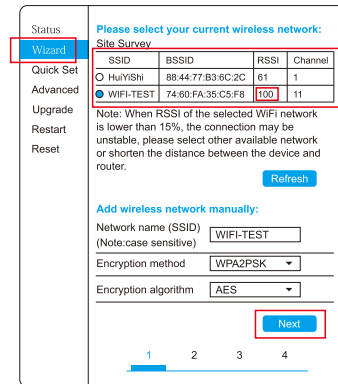 Status
Wizard
Quick Set
Advanced
Upgrade
Restart
Reset
Please select your current wireless network:
Site Survey
SSID BSSID RSSI Channel
HuiYiShi 88:44:77:B3:6C:2C 61 1
WIFI-TEST 74:60:FA:35:C5:F8 100 11
Note: When RSSI of the selected WiFi network
is lower than 15%, the connection may be
unstable, please select other available network
or shorten the distance between the device and
router.
Refresh
Add wireless network manually:
Network name (SSID)
(Note:case sensitive)
WIFI-TEST
Encryption method WPA2PSK
Encryption algorithm AES
Next
1 2 3 4